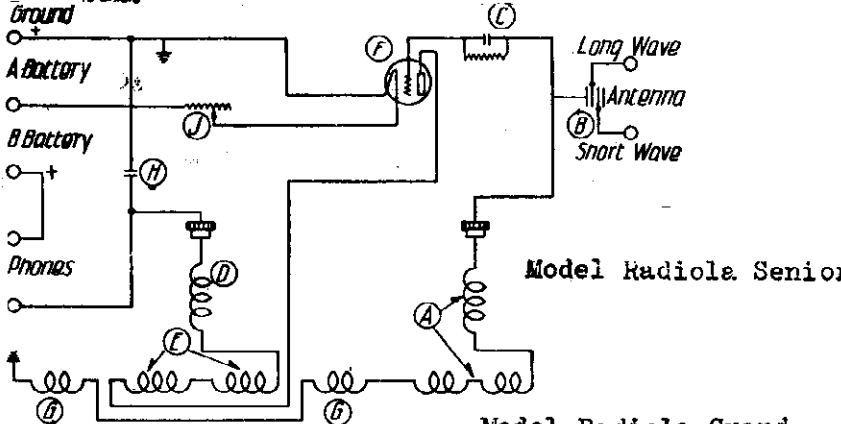 Ground
+
A Battery
B Battery
+
Phones
F
C
J
H
D
E
A
G
G
B
Long Wave
Antenna
Short Wave
Model Radiola Senior
Model Radiola Grand